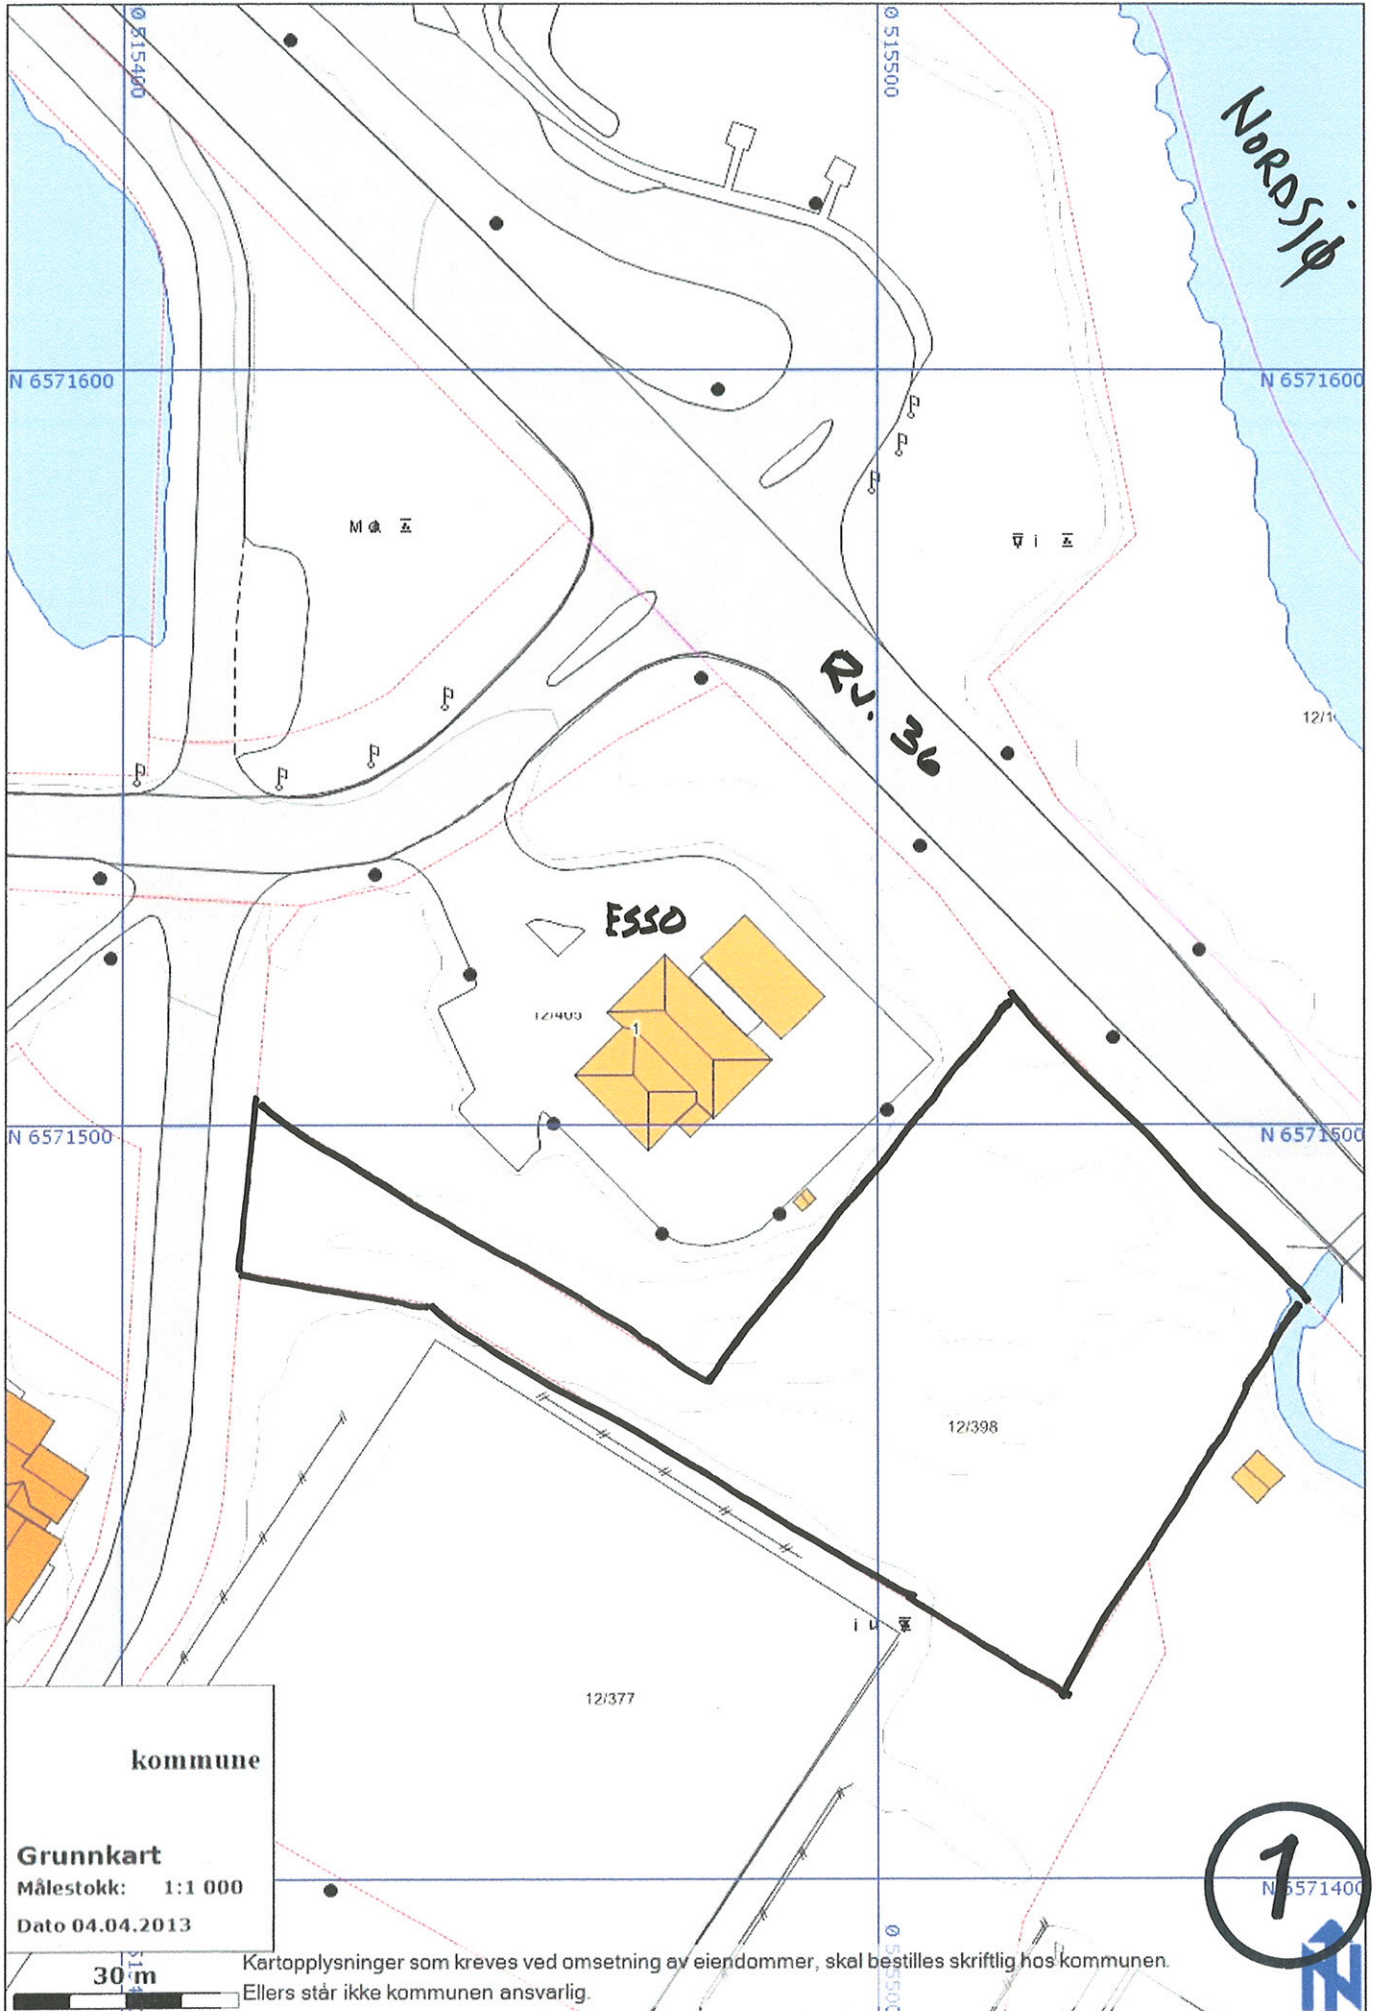 Ø 515400
Ø 515500
NORDSJØ
N 6571600
N 6571600
Rv. 36
12/1
ESSO
1
N 6571500
N 6571500
12/398
12/377
kommune
Grunnkart
Målestokk: 1:1 000
Dato 04.04.2013
1
N 6571400
30 m
Kartopplysninger som kreves ved omsetning av eiendommer, skal bestilles skriftlig hos kommunen.
Ellers står ikke kommunen ansvarlig.
N